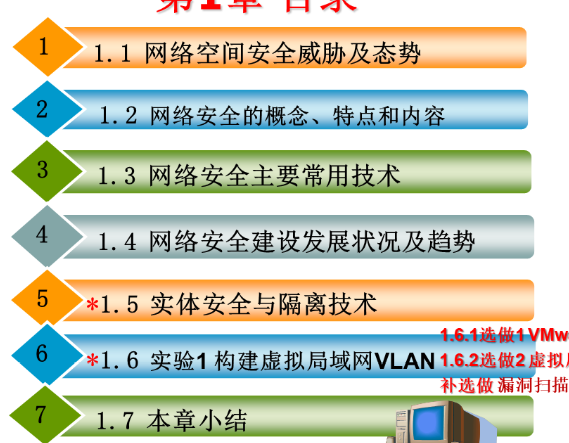 第1章 目录
1 1.1 网络空间安全威胁及态势
2 1.2 网络安全的概念、特点和内容
3 1.3 网络安全主要常用技术
4 1.4 网络安全建设发展状况及趋势
5 *1.5 实体安全与隔离技术
1.6.1选做1 VMw
6 *1.6 实验1 构建虚拟局域网VLAN 1.6.2选做2 虚拟
补选做 漏洞扫描
7 1.7 本章小结